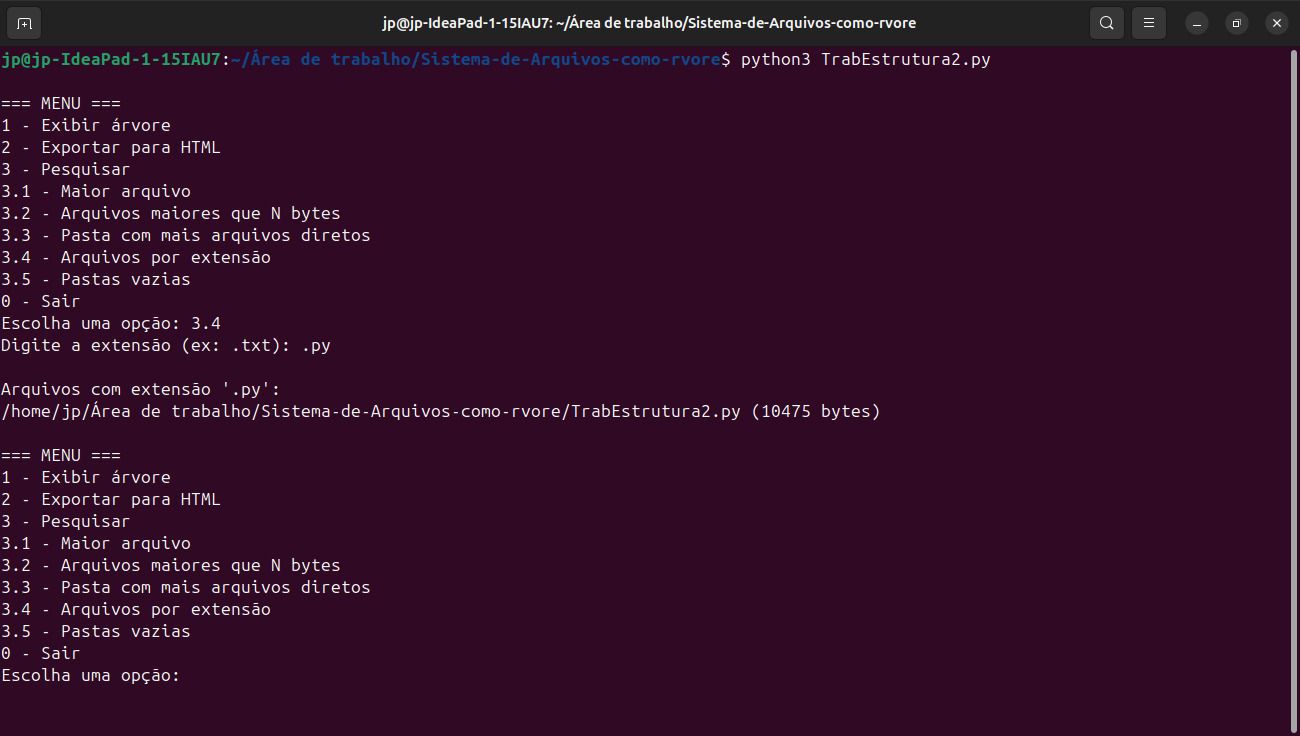 jp@jp-IdeaPad-1-15IAU7: ~/Área de trabalho/Sistema-de-Arquivos-como-rvore
jp@jp-IdeaPad-1-15IAU7:~/Área de trabalho/Sistema-de-Arquivos-como-rvore$ python3 TrabEstrutura2.py
=== MENU ===
1 - Exibir árvore
2 - Exportar para HTML
3 - Pesquisar
3.1 - Maior arquivo
3.2 - Arquivos maiores que N bytes
3.3 - Pasta com mais arquivos diretos
3.4 - Arquivos por extensão
3.5 - Pastas vazias
0 - Sair
Escolha uma opção: 3.4
Digite a extensão (ex: .txt): .py
Arquivos com extensão '.py':
/home/jp/Área de trabalho/Sistema-de-Arquivos-como-rvore/TrabEstrutura2.py (10475 bytes)
=== MENU ===
1 - Exibir árvore
2 - Exportar para HTML
3 - Pesquisar
3.1 - Maior arquivo
3.2 - Arquivos maiores que N bytes
3.3 - Pasta com mais arquivos diretos
3.4 - Arquivos por extensão
3.5 - Pastas vazias
0 - Sair
Escolha uma opção: